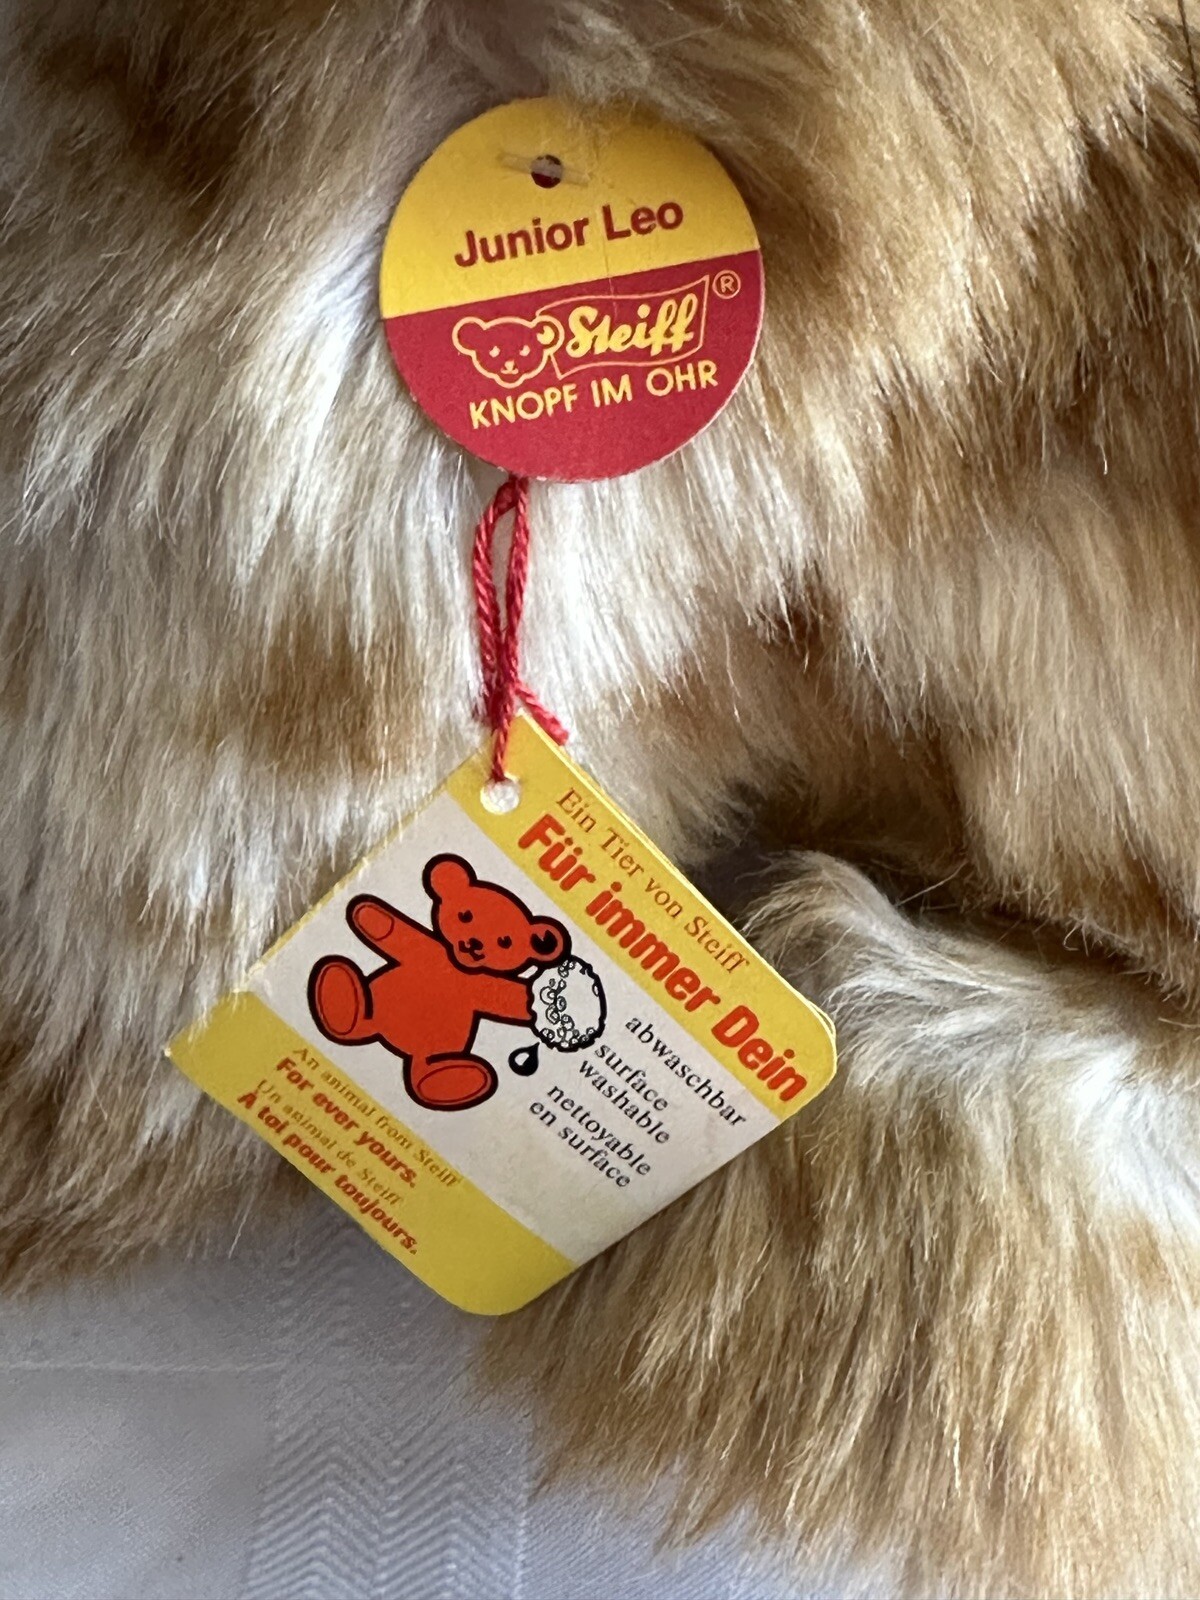 Junior Leo
Steiff ®
KNOPF IM OHR
Ein Tier von Steiff
Für immer Dein
abwaschbar
surface
washable
nettoyable
en surface
An animal from Steiff
For ever yours.
Un animal de Steiff
À toi pour toujours.